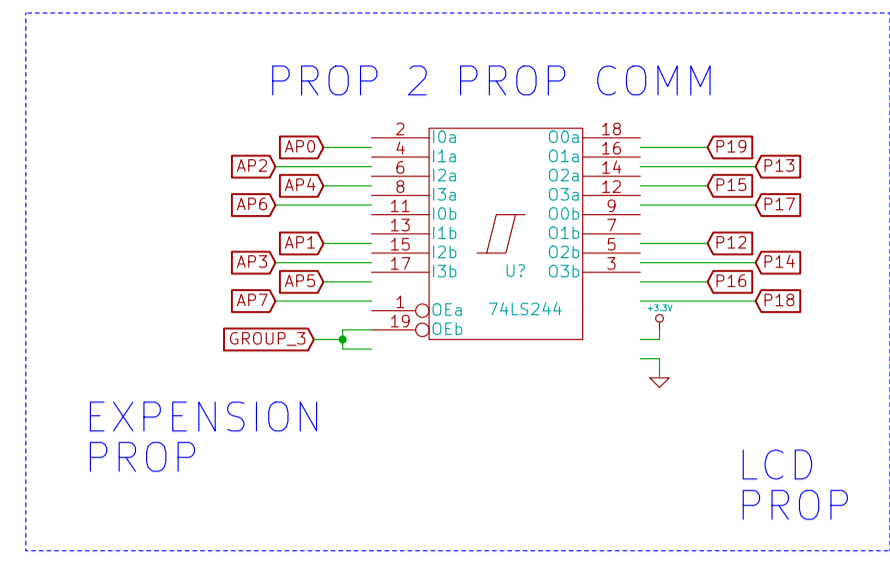 PROP 2 PROP COMM
2 I0a O0a 18
AP0 P19
4 I1a O1a 16
AP2 P13
6 I2a O2a 14
AP4 P15
8 I3a O3a 12
AP6 P17
11 I0b O0b 9
13 I1b O1b 7
AP1 P12
15 I2b O2b 5
AP3 P14
17 I3b O3b 3
U?
AP5 P16
AP7 P18
1 OEa 74LS244 +3.3V
19 OEb
GROUP_3
EXPENSION
PROP
LCD
PROP